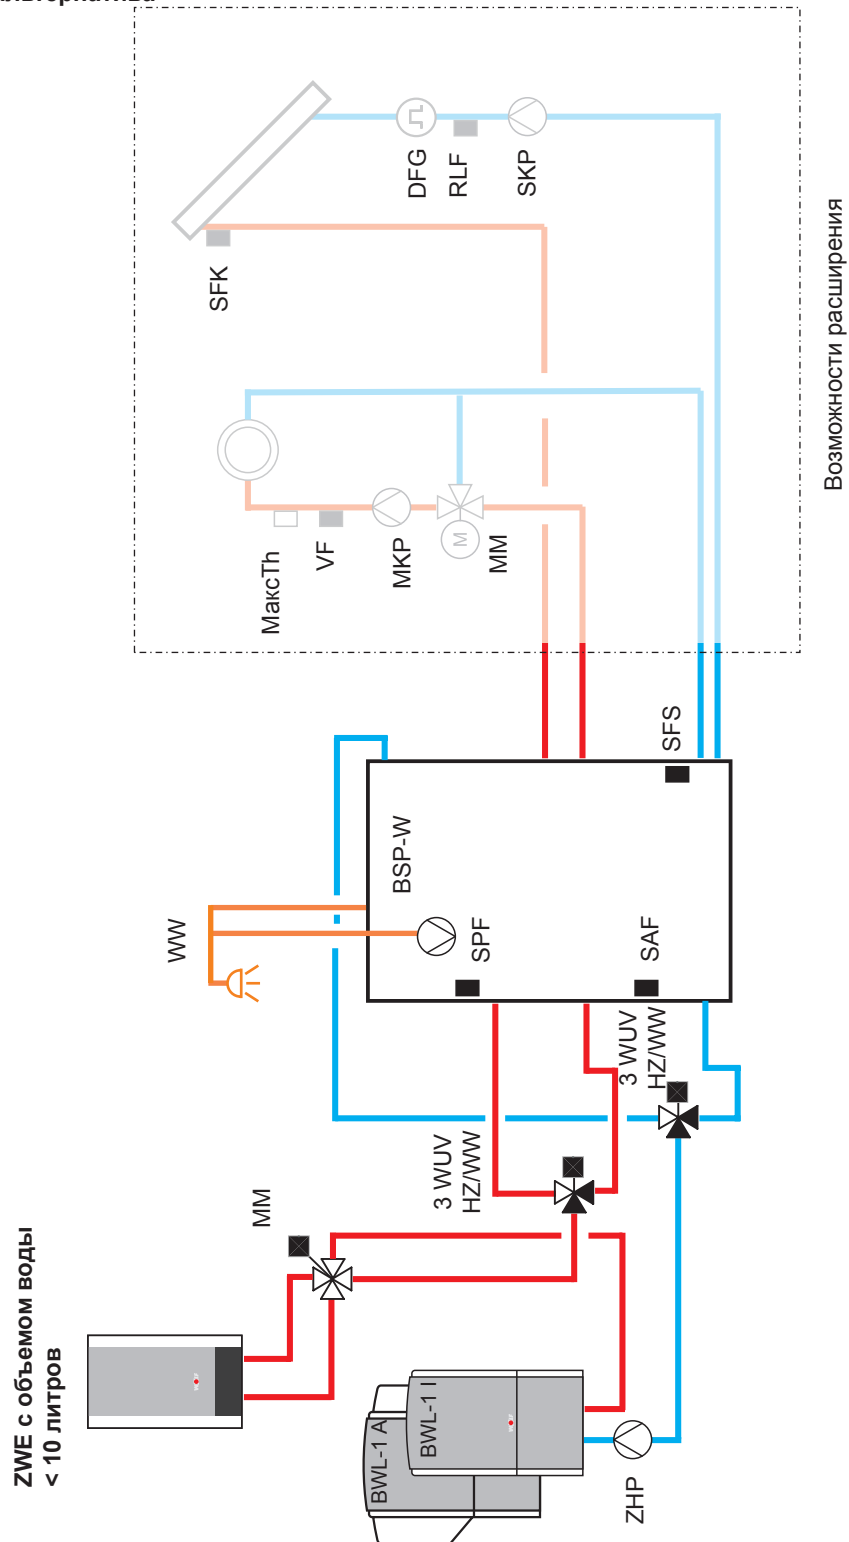 ZWE с объемом воды
< 10 литров
MM
3 WUV
HZ/WW
3 WUV
HZ/WW
BWL-1 A
BWL-1 I
ZHP
WW
BSP-W
SPF
SAF
SFS
МаксTh
VF
MKP
MM
M
SFK
DFG
RLF
SKP
Возможности расширения